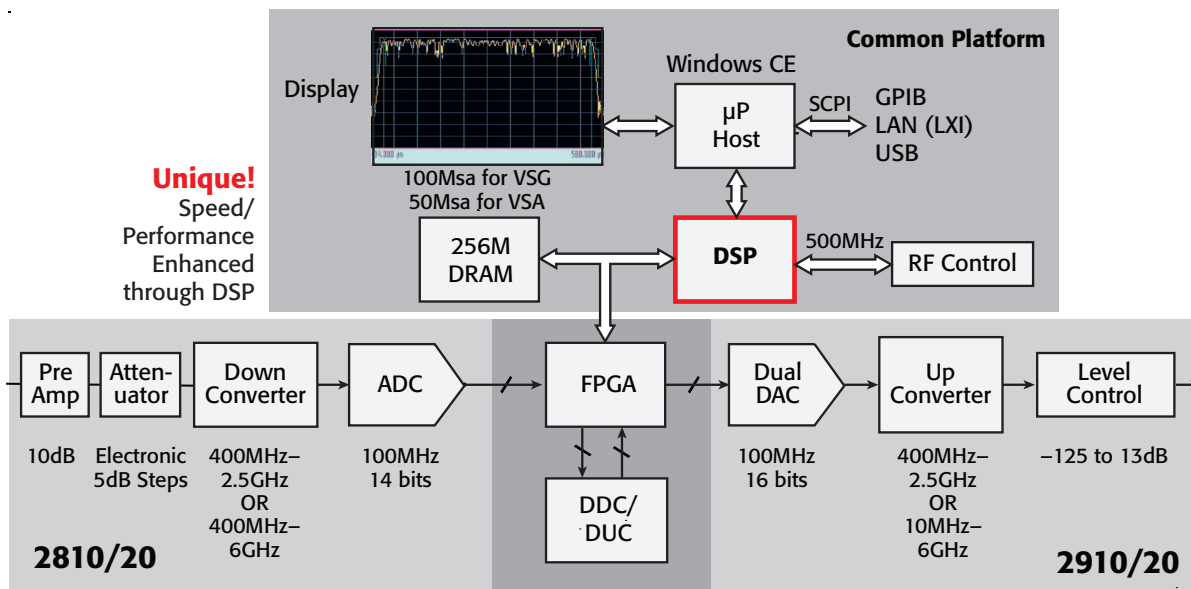 Common Platform
Windows CE
Display
µP
Host
SCPI
GPIB
LAN (LXI)
USB
100Msa for VSG
50Msa for VSA
Unique!
Speed/
Performance
Enhanced
through DSP
256M
DRAM
DSP
500MHz
RF Control
Pre
Amp
Atten-
uator
Down
Converter
ADC
FPGA
Dual
DAC
Up
Converter
Level
Control
10dB
Electronic
5dB Steps
400MHz–
2.5GHz
OR
400MHz–
6GHz
100MHz
14 bits
DDC/
DUC
100MHz
16 bits
400MHz–
2.5GHz
OR
10MHz–
6GHz
–125 to 13dB
2810/20
2910/20